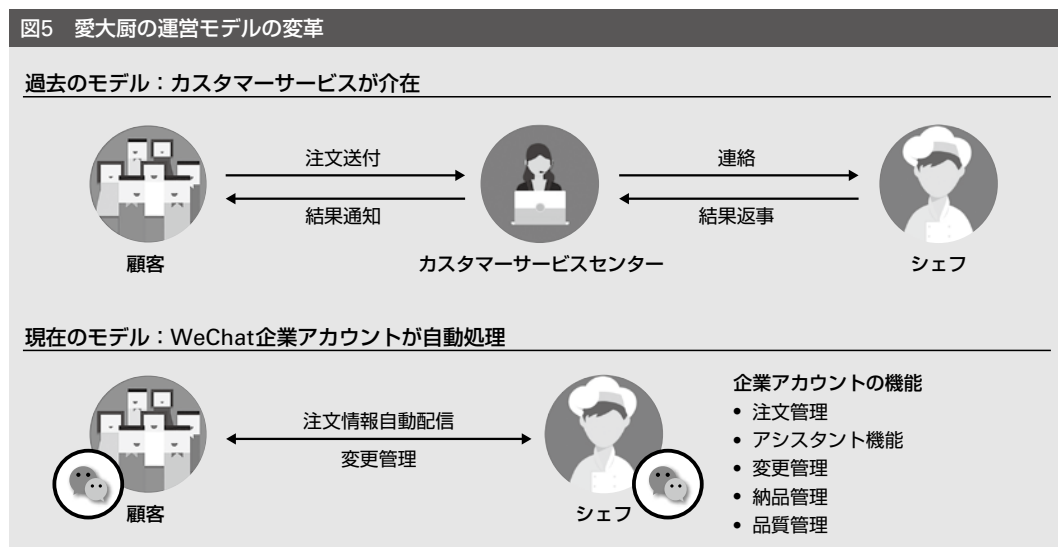 図5　愛大厨の運営モデルの変革
過去のモデル：カスタマーサービスが介在
注文送付
連絡
結果通知
結果返事
顧客
カスタマーサービスセンター
シェフ
現在のモデル：WeChat企業アカウントが自動処理
注文情報自動配信
変更管理
顧客
シェフ
企業アカウントの機能
• 注文管理
• アシスタント機能
• 変更管理
• 納品管理
• 品質管理